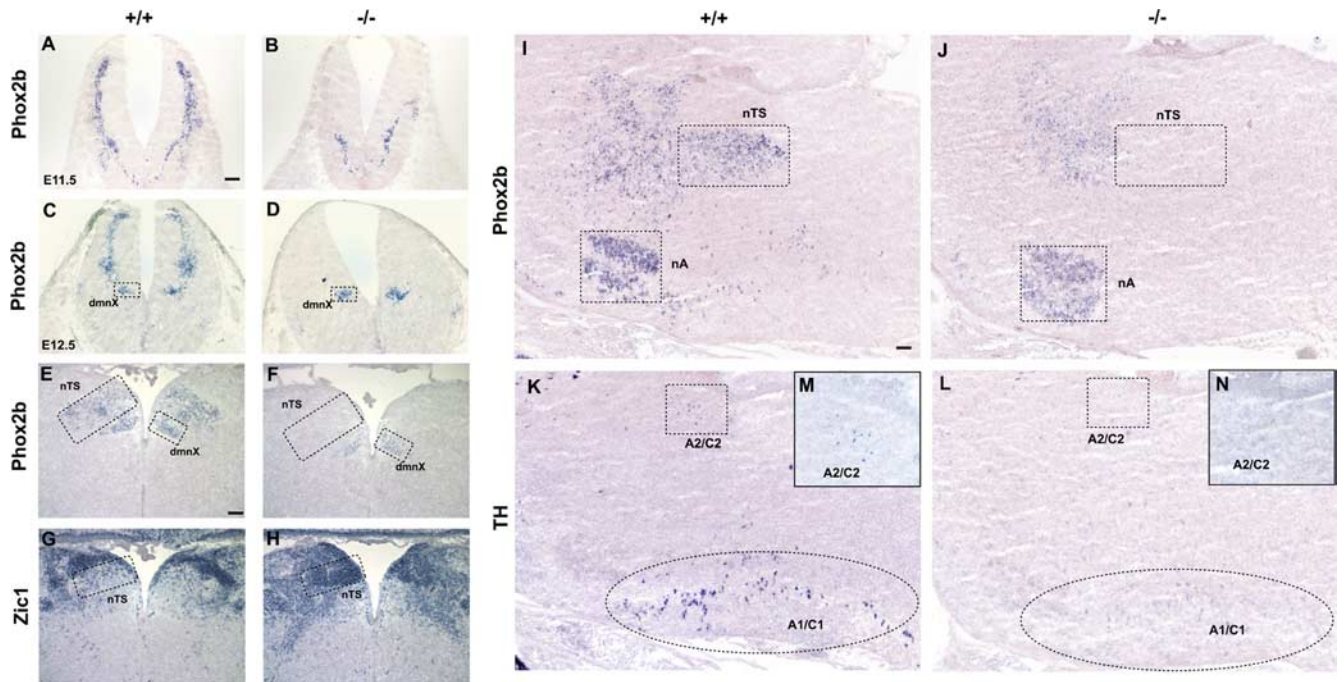 +/+ -/- +/+ -/-
A B I J
Phox2b
E11.5
nTS nTS
C D
Phox2b
Phox2b
dmnX dmnX
nA nA
E12.5
E F
nTS nTS
Phox2b
dmnX dmnX
K M L N
A2/C2 A2/C2
A2/C2 A2/C2
TH
G H
Zic1
nTS nTS
A1/C1 A1/C1